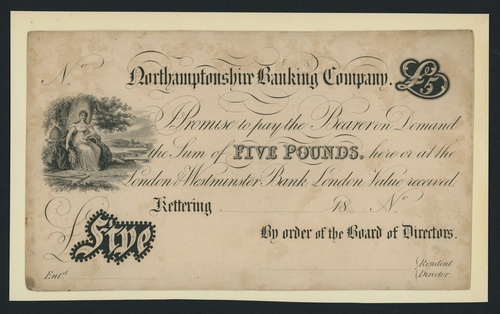 No
Northamptonshire Banking Company. £5
I Promise to pay the Bearer on Demand
the Sum of FIVE POUNDS, here or at the
London & Westminster Bank London Value received.
Kettering 18 No
£ Five
By order of the Board of Directors.
Entd.
Resident
Director.